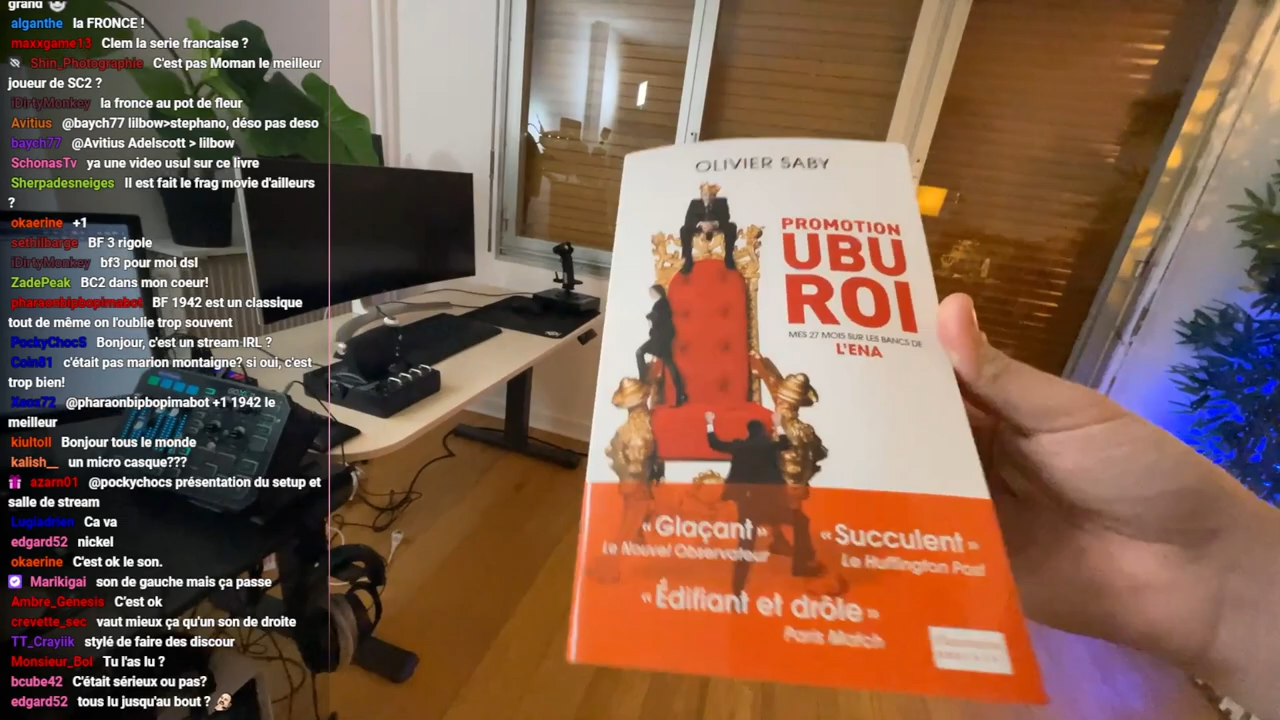 grand
alganthe la FRONCE !
maxxgame13 Clem la serie francaise ?
Shin_Photographie C'est pas Moman le meilleur
joueur de SC2 ?
iDirtyMonkey la fronce au pot de fleur
Avitius @baych77 lilbow>stephano, déso pas deso
baych77 @Avitius Adelscott > lilbow
SchonasTv ya une video usul sur ce livre
Sherpadesneiges Il est fait le frag movie d'ailleurs
?
okaerine +1
sethilbarge BF 3 rigole
iDirtyMonkey bf3 pour moi dsl
ZadePeak BC2 dans mon coeur!
pharaonbipbopimabot BF 1942 est un classique
tout de même on l'oublie trop souvent
PockyChocS Bonjour, c'est un stream IRL ?
Coin81 c'était pas marion montaigne? si oui, c'est
trop bien!
Xeox72 @pharaonbipbopimabot +1 1942 le
meilleur
kiultoll Bonjour tous le monde
kalish__ un micro casque???
azarn01 @pockychocs présentation du setup et
salle de stream
Lugiadrien Ca va
edgard52 nickel
okaerine C'est ok le son.
Marikigai son de gauche mais ça passe
Ambre_Genesis C'est ok
crevette_sec vaut mieux ça qu'un son de droite
TT_Crayiik stylé de faire des discour
Monsieur_Bol Tu l'as lu ?
bcube42 C'était sérieux ou pas?
edgard52 tous lu jusqu'au bout ?
OLIVIER SABY
PROMOTION
UBU
ROI
MES 27 MOIS SUR LES BANCS DE
L'ENA
« Glaçant »
Le Nouvel Observateur
« Succulent »
Le Huffington Post
« Édifiant et drôle »
Paris Match